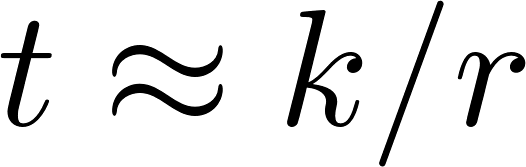 t ≈ k/r